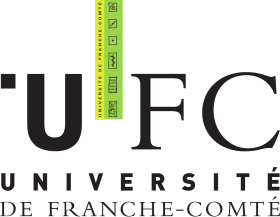 UNIVERSITÉ DE FRANCHE-COMTÉ
UFC
UNIVERSITÉ
DE FRANCHE-COMTÉ